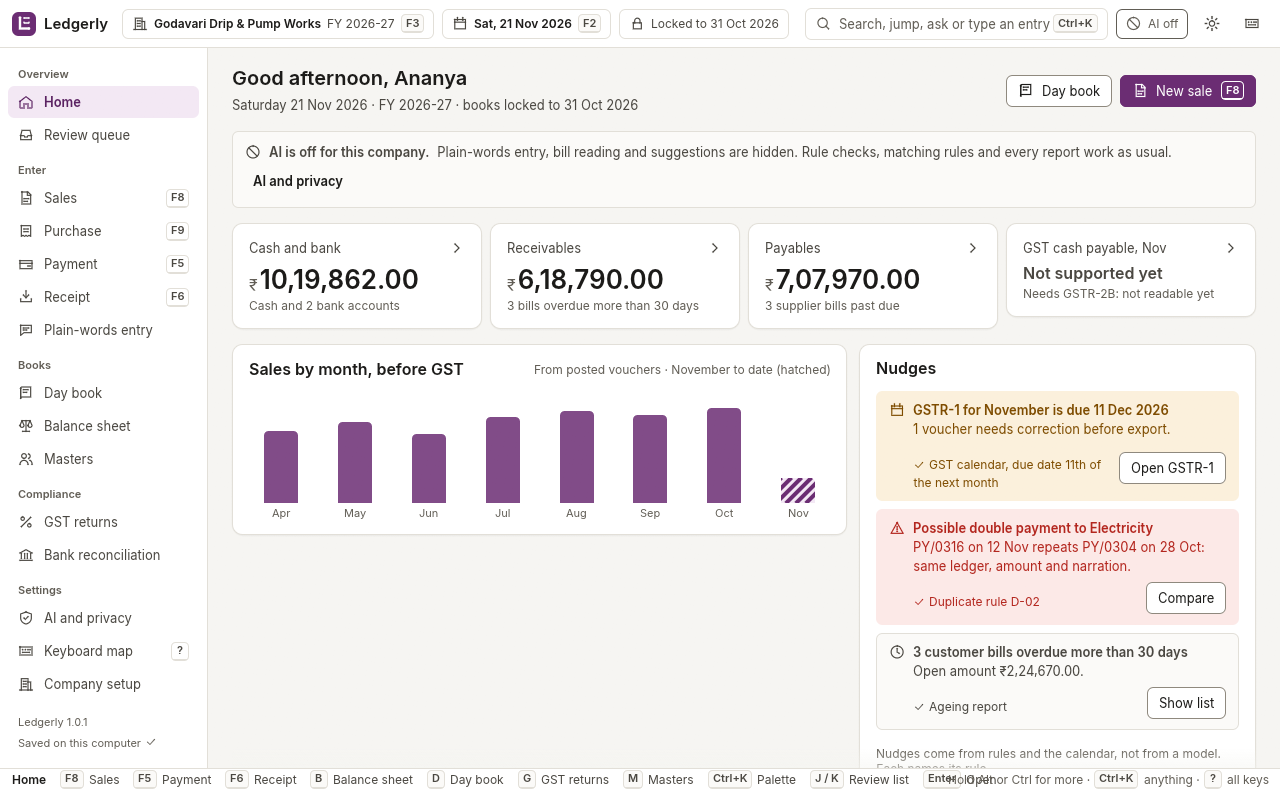 Ledgerly
Godavari Drip & Pump Works FY 2026-27 F3
Sat, 21 Nov 2026 F2
Locked to 31 Oct 2026
Search, jump, ask or type an entry Ctrl+K
AI off
Overview
Home
Review queue
Enter
Sales F8
Purchase F9
Payment F5
Receipt F6
Plain-words entry
Books
Day book
Balance sheet
Masters
Compliance
GST returns
Bank reconciliation
Settings
AI and privacy
Keyboard map ?
Company setup
Ledgerly 1.0.1
Saved on this computer
Good afternoon, Ananya
Saturday 21 Nov 2026 · FY 2026-27 · books locked to 31 Oct 2026
Day book
New sale F8
AI is off for this company. Plain-words entry, bill reading and suggestions are hidden. Rule checks, matching rules and every report work as usual.
AI and privacy
Cash and bank
₹10,19,862.00
Cash and 2 bank accounts
Receivables
₹6,18,790.00
3 bills overdue more than 30 days
Payables
₹7,07,970.00
3 supplier bills past due
GST cash payable, Nov
Not supported yet
Needs GSTR-2B: not readable yet
Sales by month, before GST
From posted vouchers · November to date (hatched)
Apr May Jun Jul Aug Sep Oct Nov
Nudges
GSTR-1 for November is due 11 Dec 2026
1 voucher needs correction before export.
✓ GST calendar, due date 11th of
the next month
Open GSTR-1
Possible double payment to Electricity
PY/0316 on 12 Nov repeats PY/0304 on 28 Oct:
same ledger, amount and narration.
✓ Duplicate rule D-02
Compare
3 customer bills overdue more than 30 days
Open amount ₹2,24,670.00.
✓ Ageing report
Show list
Nudges come from rules and the calendar, not from a model.
Home F8 Sales F5 Payment F6 Receipt B Balance sheet D Day book G GST returns M Masters Ctrl+K Palette J / K Review list Enter Open
or Ctrl for more · Ctrl+K anything · ? all keys